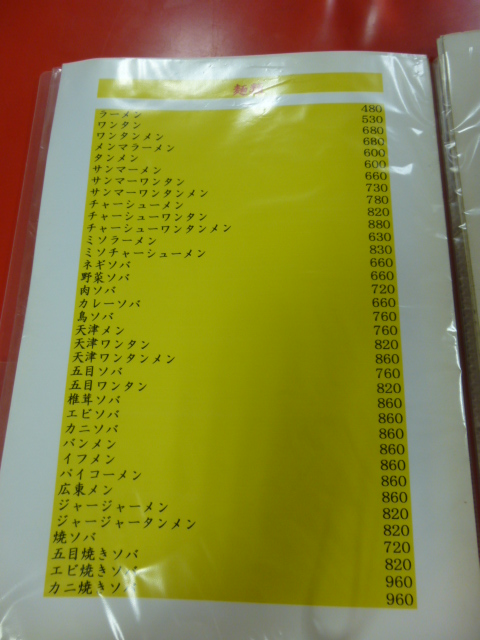 麺類
ラーメン 480
ワンタン 530
ワンタンメン 680
メンマラーメン 680
タンメン 600
サンマーメン 600
サンマーワンタン 660
サンマーワンタンメン 730
チャーシューメン 780
チャーシューワンタン 820
チャーシューワンタンメン 880
ミソラーメン 630
ミソチャーシューメン 830
ネギソバ 660
野菜ソバ 660
肉ソバ 720
カレーソバ 660
鳥ソバ 760
天津メン 760
天津ワンタン 820
天津ワンタンメン 860
五目ソバ 760
五目ワンタン 820
椎茸ソバ 860
エビソバ 860
カニソバ 860
バンメン 860
イフメン 860
パイコーメン 860
広東メン 860
ジャージャーメン 820
ジャージャータンメン 820
焼ソバ 720
五目焼きソバ 820
エビ焼きソバ 960
カニ焼きソバ 960